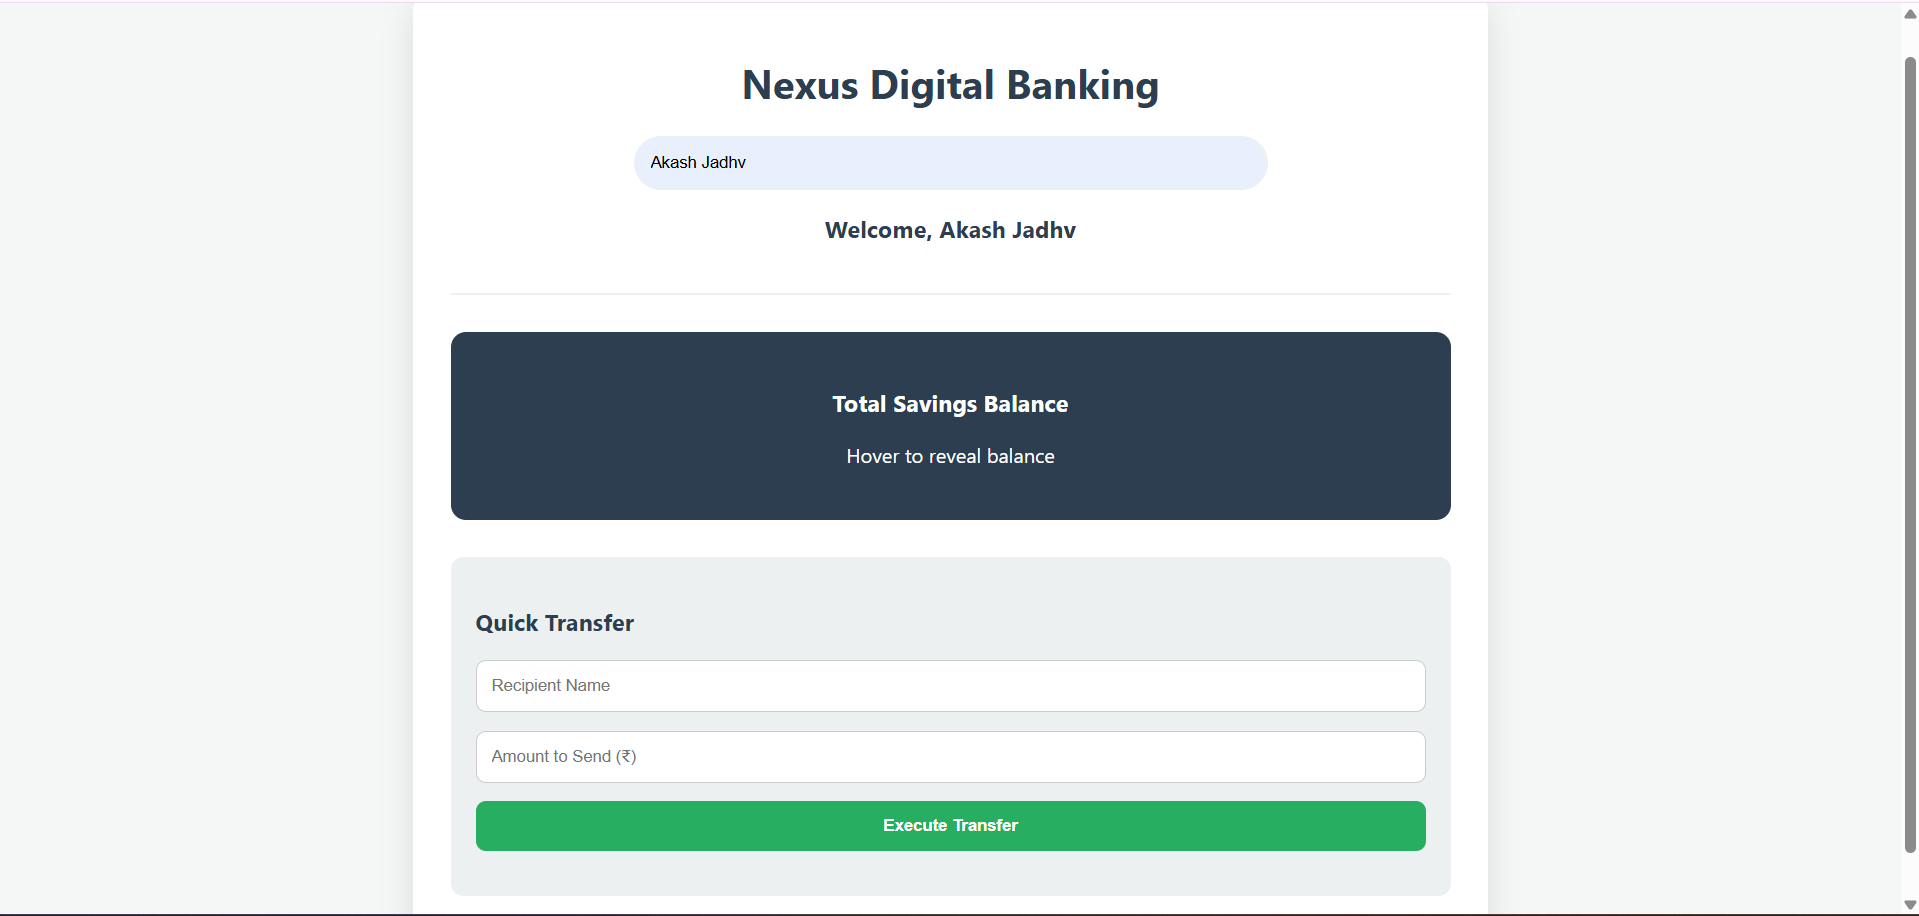 Nexus Digital Banking
Akash Jadhv
Welcome, Akash Jadhv
Total Savings Balance
Hover to reveal balance
Quick Transfer
Recipient Name
Amount to Send (₹)
Execute Transfer